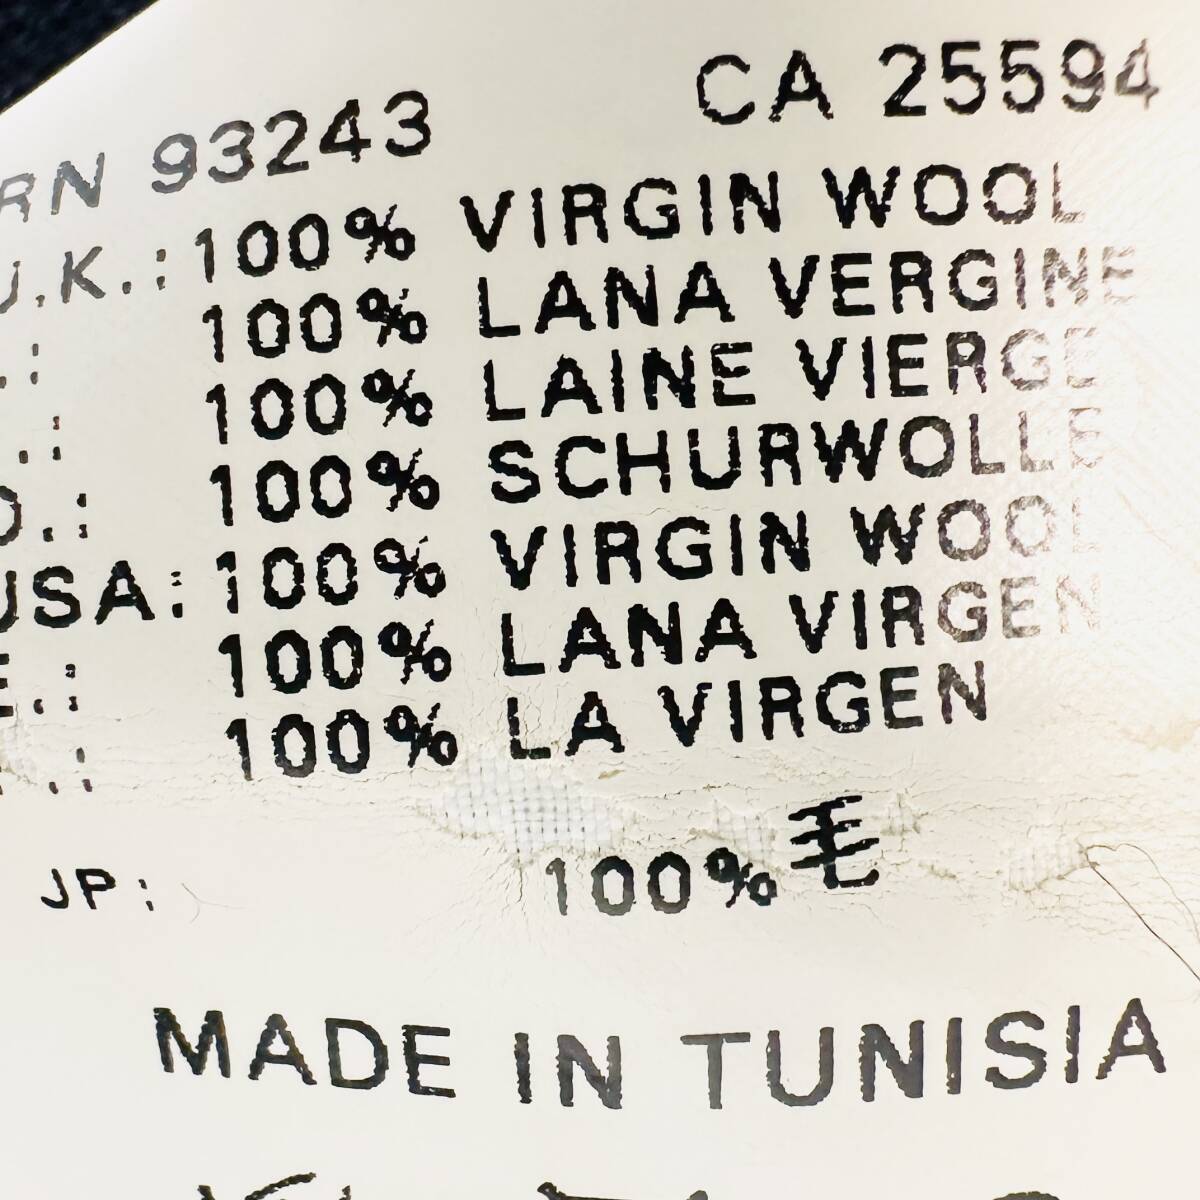 RN 93243 CA 25594
U.K.: 100% VIRGIN WOOL
.: 100% LANA VERGINE
.: 100% LAINE VIERGE
D.: 100% SCHURWOLLE
USA: 100% VIRGIN WOOL
E.: 100% LANA VIRGEN
.: 100% LA VIRGEN
JP: 100% 毛
MADE IN TUNISIA